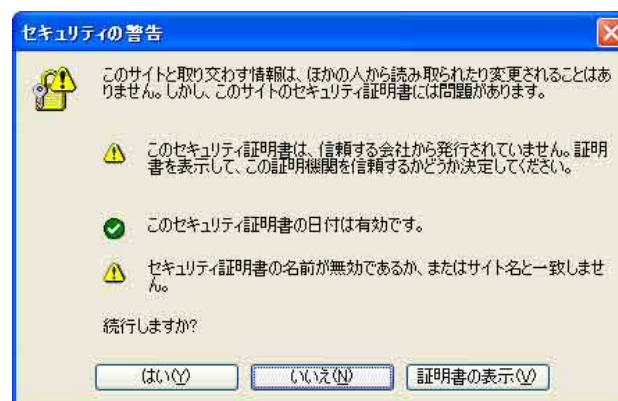 セキュリティの警告
このサイトと取り交わす情報は、ほかの人から読み取られたり変更されることはあ
りません。しかし、このサイトのセキュリティ証明書には問題があります。
このセキュリティ証明書は、信頼する会社から発行されていません。証明
書を表示して、この証明機関を信頼するかどうか決定してください。
このセキュリティ証明書の日付は有効です。
セキュリティ証明書の名前が無効であるか、またはサイト名と一致しませ
ん。
続行しますか?
はい(Y) いいえ(N) 証明書の表示(V)